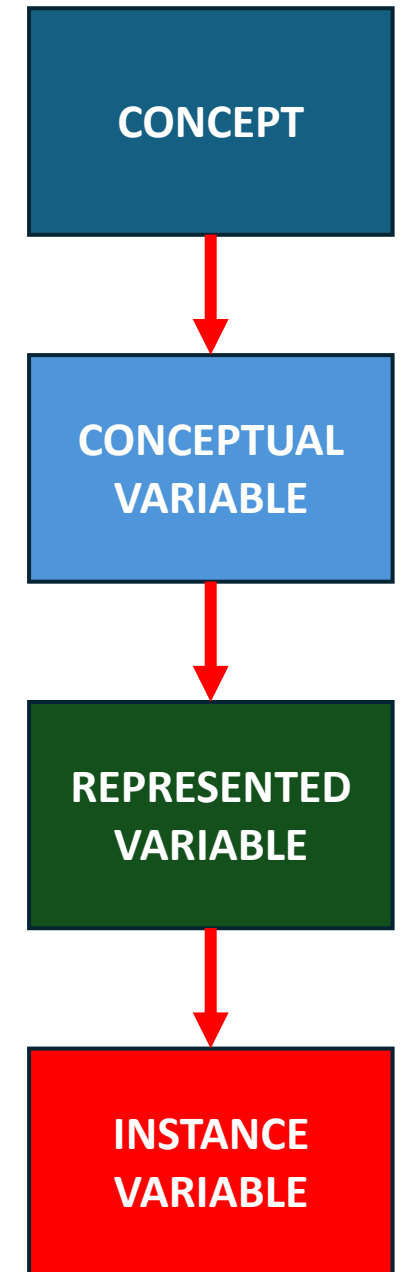 CONCEPT
CONCEPTUAL
VARIABLE
REPRESENTED
VARIABLE
INSTANCE
VARIABLE